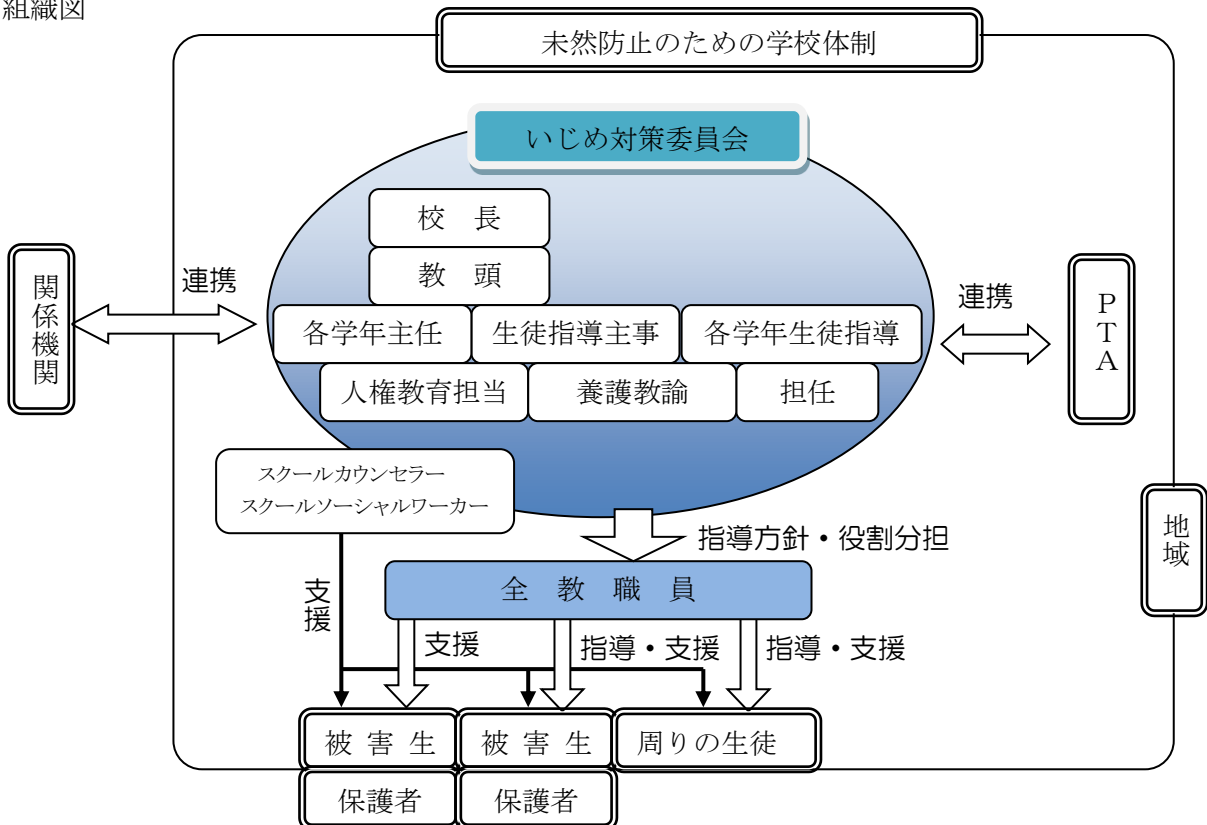 組織図
未然防止のための学校体制
いじめ対策委員会
校 長
教 頭
各学年主任
生徒指導主事
各学年生徒指導
人権教育担当
養護教諭
担任
関係機関
連携
連携
PTA
スクールカウンセラー
スクールソーシャルワーカー
地域
指導方針・役割分担
全 教 職 員
支援
支援
指導・支援
指導・支援
被 害 生
被 害 生
周りの生徒
保護者
保護者